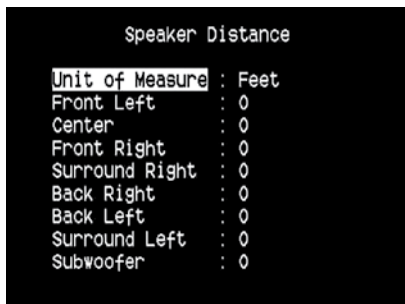 Speaker Distance
Unit of Measure : Feet
Front Left : 0
Center : 0
Front Right : 0
Surround Right : 0
Back Right : 0
Back Left : 0
Surround Left : 0
Subwoofer : 0